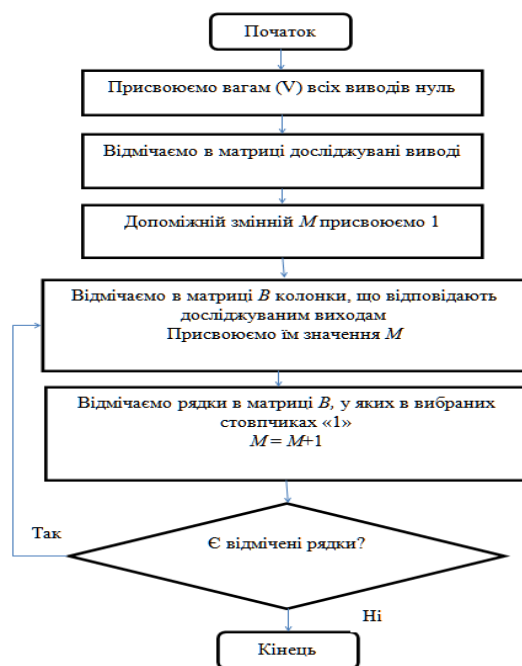 Початок
Присвоюємо вагам (V) всіх виводів нуль
Відмічаємо в матриці досліджувані виводі
Допоміжній змінній M присвоюємо 1
Відмічаємо в матриці B колонки, що відповідають
досліджуваним виходам
Присвоюємо їм значення M
Відмічаємо рядки в матриці B, у яких в вибраних
стовпчиках «1»
M = M+1
Є відмічені рядки?
Так
Ні
Кінець